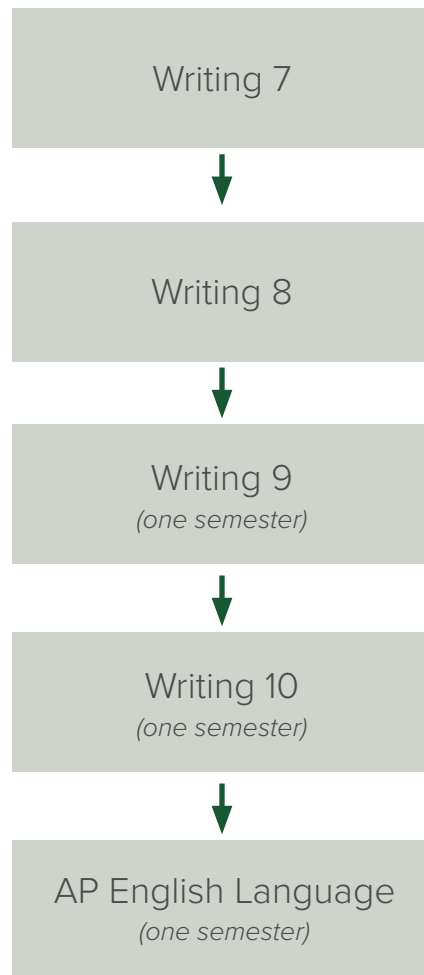 Writing 7
Writing 8
Writing 9
(one semester)
Writing 10
(one semester)
AP English Language
(one semester)